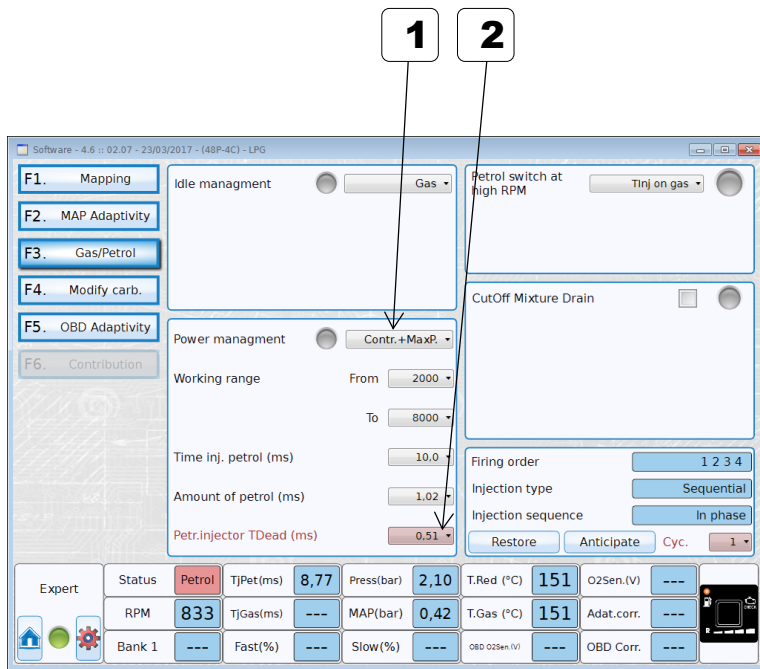 1 2
Software - 4.6 :: 02.07 - 23/03/2017 - (48P-4C) - LPG
F1. Mapping
F2. MAP Adaptivity
F3. Gas/Petrol
F4. Modify carb.
F5. OBD Adaptivity
F6. Contribution
Idle managment Gas
Power managment Contr.+MaxP.
Working range From 2000
To 8000
Time inj. petrol (ms) 10,0
Amount of petrol (ms) 1,02
Petr.injector TDead (ms) 0,51
Petrol switch at
high RPM
TInj on gas
CutOff Mixture Drain
Firing order 1 2 3 4
Injection type Sequential
Injection sequence In phase
Restore Anticipate Cyc. 1
Expert
Status Petrol TjPet(ms) 8,77 Press(bar) 2,10 T.Red (°C) 151 O2Sen.(V) ---
RPM 833 TjGas(ms) --- MAP(bar) 0,42 T.Gas (°C) 151 Adat.corr. ---
Bank 1 --- Fast(%) --- Slow(%) --- OBD O2Sen.(V) --- OBD Corr. ---
CHECK
R